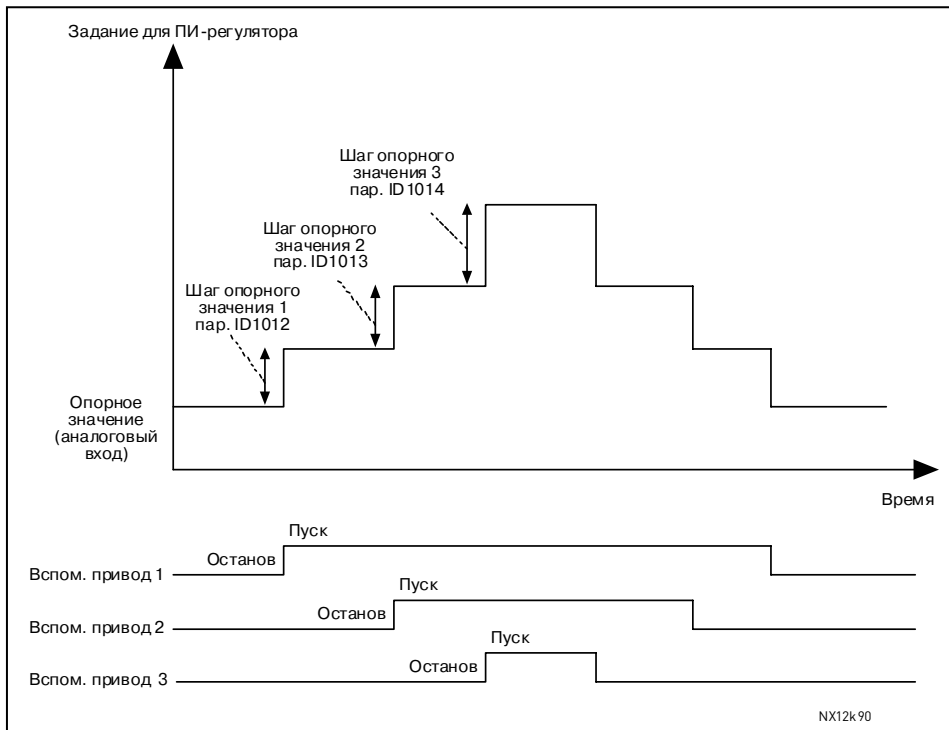 Задание для ПИ-регулятора
Шаг опорного
значения 3
пар. ID1014
Шаг опорного
значения 2
пар. ID1013
Шаг опорного
значения 1
пар. ID1012
Опорное
значение
(аналоговый
вход)
Время
Пуск
Останов
Вспом. привод 1
Пуск
Останов
Вспом. привод 2
Пуск
Останов
Вспом. привод 3
NX12k90